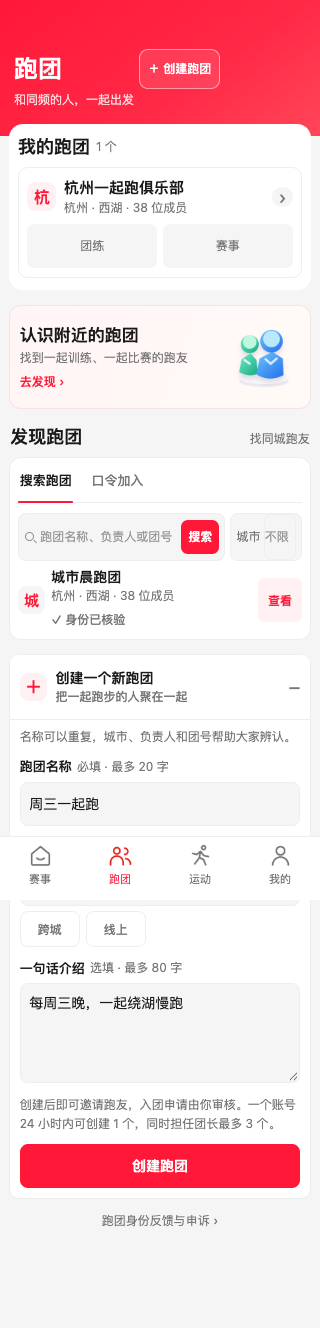 跑团
+ 创建跑团
和同频的人，一起出发
我的跑团 1 个
杭
杭州一起跑俱乐部
杭州 · 西湖 · 38 位成员
团练
赛事
认识附近的跑团
找到一起训练、一起比赛的跑友
去发现 ›
发现跑团
找同城跑友
搜索跑团
口令加入
跑团名称、负责人或团号
搜索
城市 不限
城
城市晨跑团
杭州 · 西湖 · 38 位成员
✓ 身份已核验
查看
创建一个新跑团
把一起跑步的人聚在一起
名称可以重复，城市、负责人和团号帮助大家辨认。
跑团名称 必填 · 最多 20 字
周三一起跑
赛事
跑团
运动
我的
跨城
线上
一句话介绍 选填 · 最多 80 字
每周三晚，一起绕湖慢跑
创建后即可邀请跑友，入团申请由你审核。一个账号
24 小时内可创建 1 个，同时担任团长最多 3 个。
创建跑团
跑团身份反馈与申诉 ›